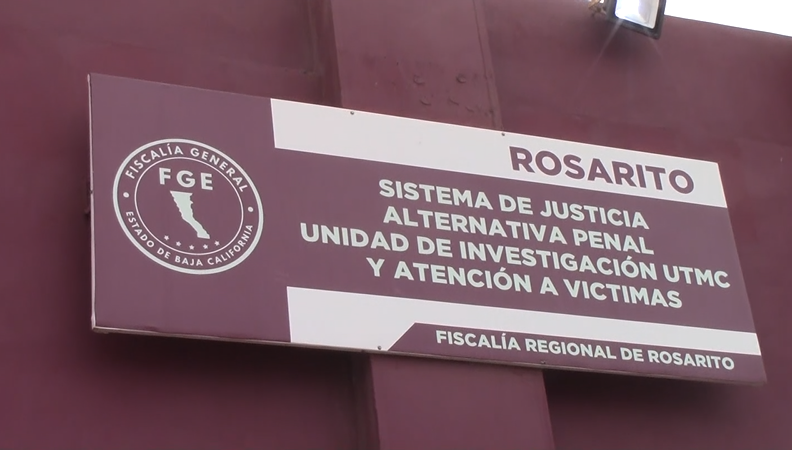 FISCALÍA GENERAL
FGE
ESTADO DE BAJA CALIFORNIA
ROSARITO
SISTEMA DE JUSTICIA
ALTERNATIVA PENAL
UNIDAD DE INVESTIGACIÓN UTMC
Y ATENCIÓN A VICTIMAS
FISCALÍA REGIONAL DE ROSARITO